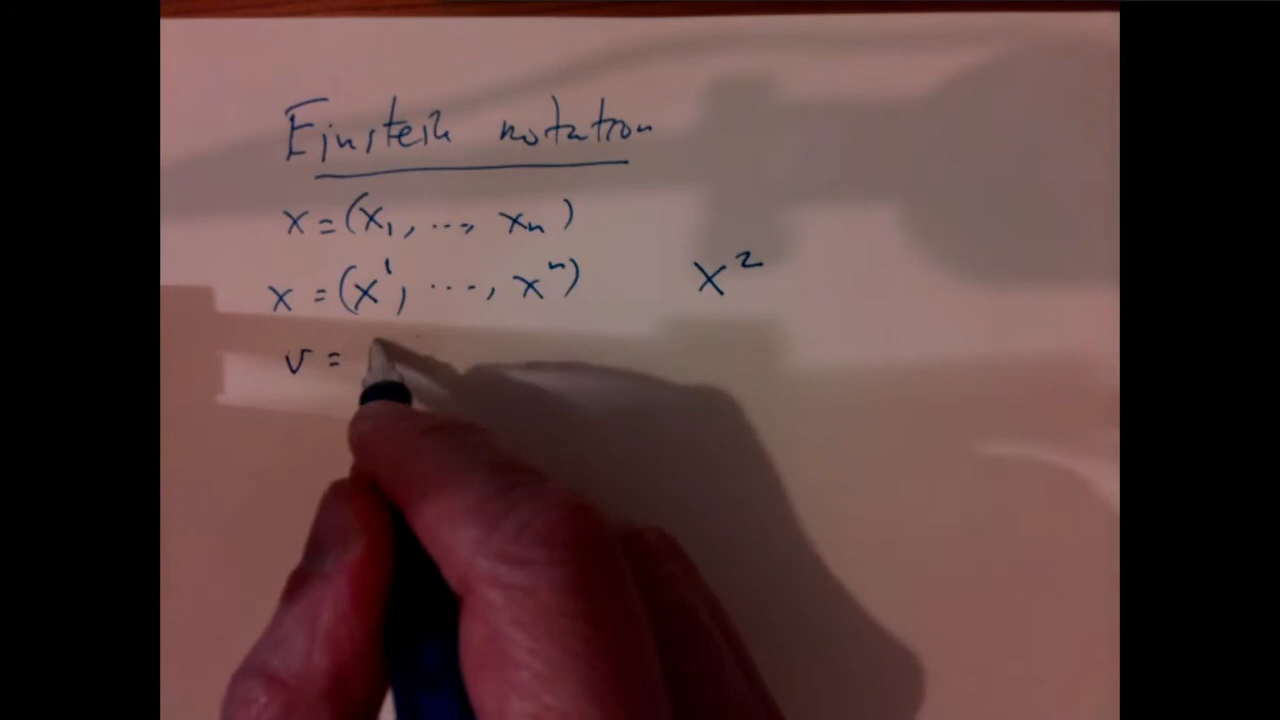 Einstein notation
x = (x₁, ..., xₙ)
x = (x¹, ..., xⁿ) x²
v =